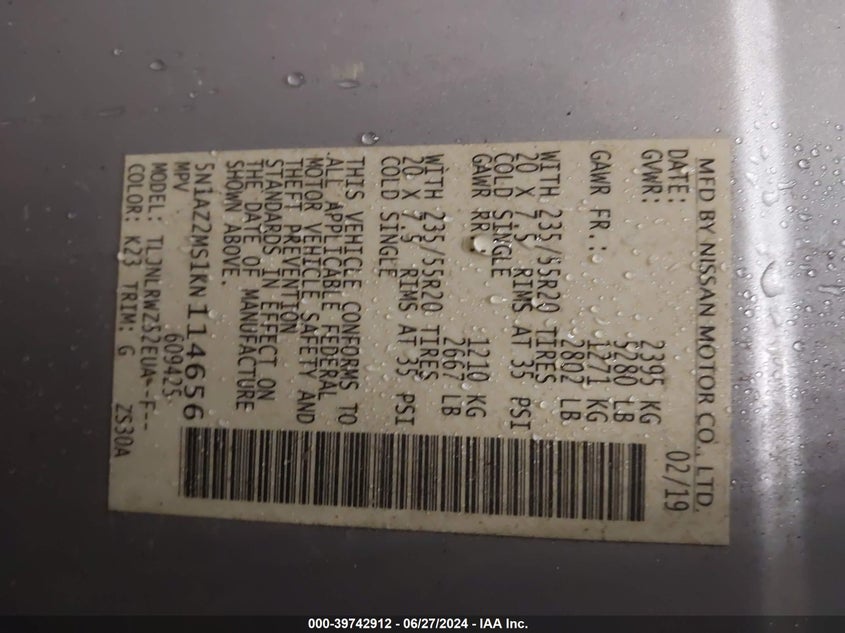 MFD BY NISSAN MOTOR CO., LTD.
DATE: 02/19
GVWR: 2395 KG
5280 LB
GAWR FR.: 1271 KG
2802 LB
WITH 235/55R20 TIRES
20 X 7.5 RIMS AT 35 PSI
COLD SINGLE
GAWR RR.: 1210 KG
2667 LB
WITH 235/55R20 TIRES
20 X 7.5 RIMS AT 35 PSI
COLD SINGLE
THIS VEHICLE CONFORMS TO
ALL APPLICABLE FEDERAL
MOTOR VEHICLE SAFETY AND
THEFT PREVENTION
STANDARDS IN EFFECT ON
THE DATE OF MANUFACTURE
SHOWN ABOVE.
5N1AZ2MS1KN114656
MPV 609425
MODEL: TLJNLRWZS2EUA--F--
COLOR: K23 TRIM: G ZS30A
000-39742912 - 06/27/2024 - IAA Inc.